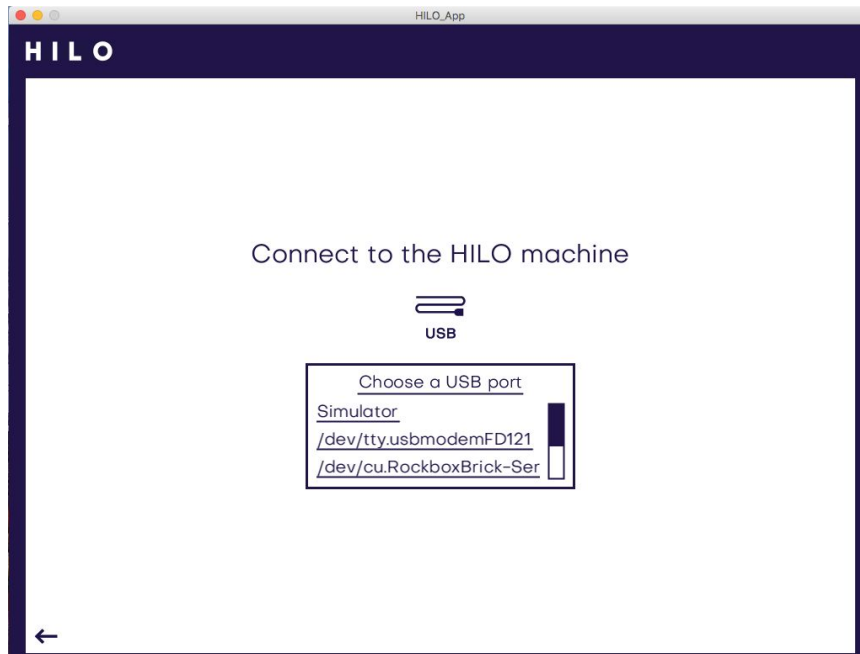 HILO_App
HILO
Connect to the HILO machine
USB
Choose a USB port
Simulator
/dev/tty.usbmodemFD121
/dev/cu.RockboxBrick-Ser